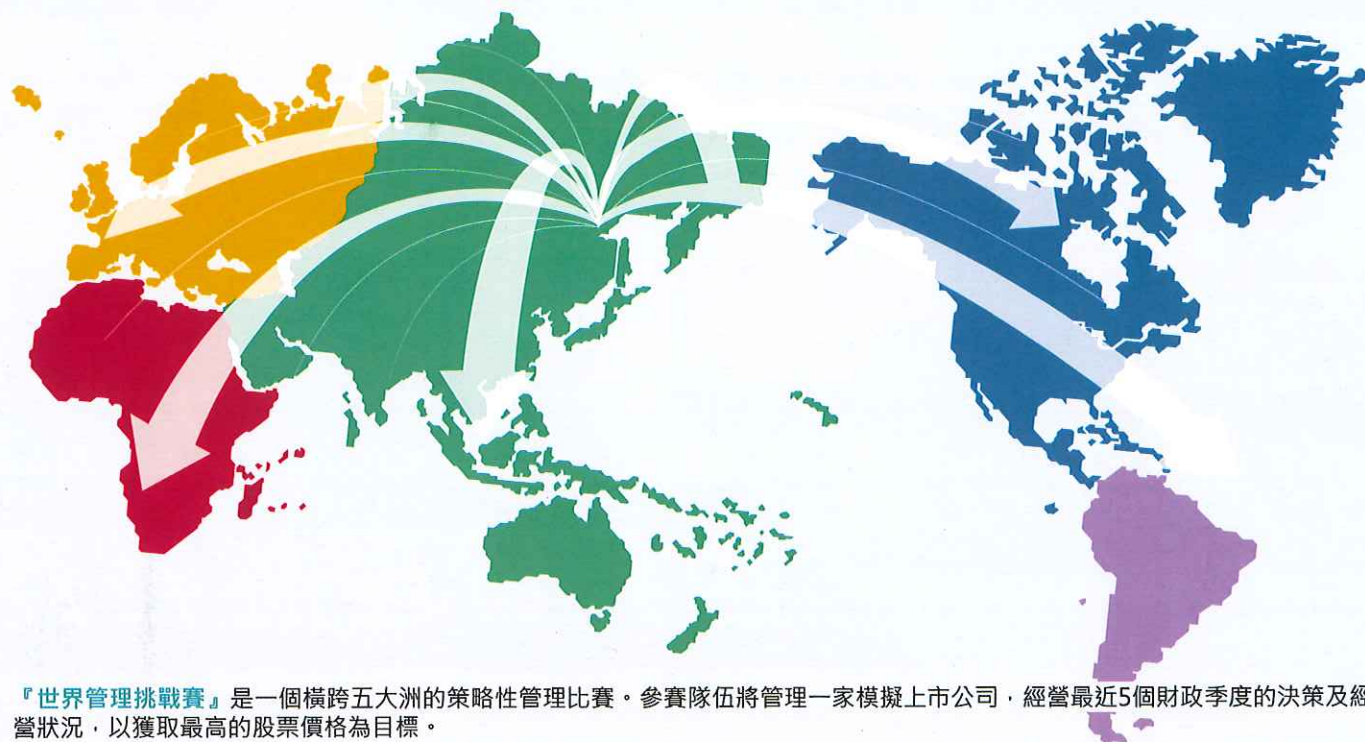 『世界管理挑戰賽』是一個橫跨五大洲的策略性管理比賽。參賽隊伍將管理一家模擬上市公司，經營最近5個財政季度的決策及經
營狀況，以獲取最高的股票價格為目標。